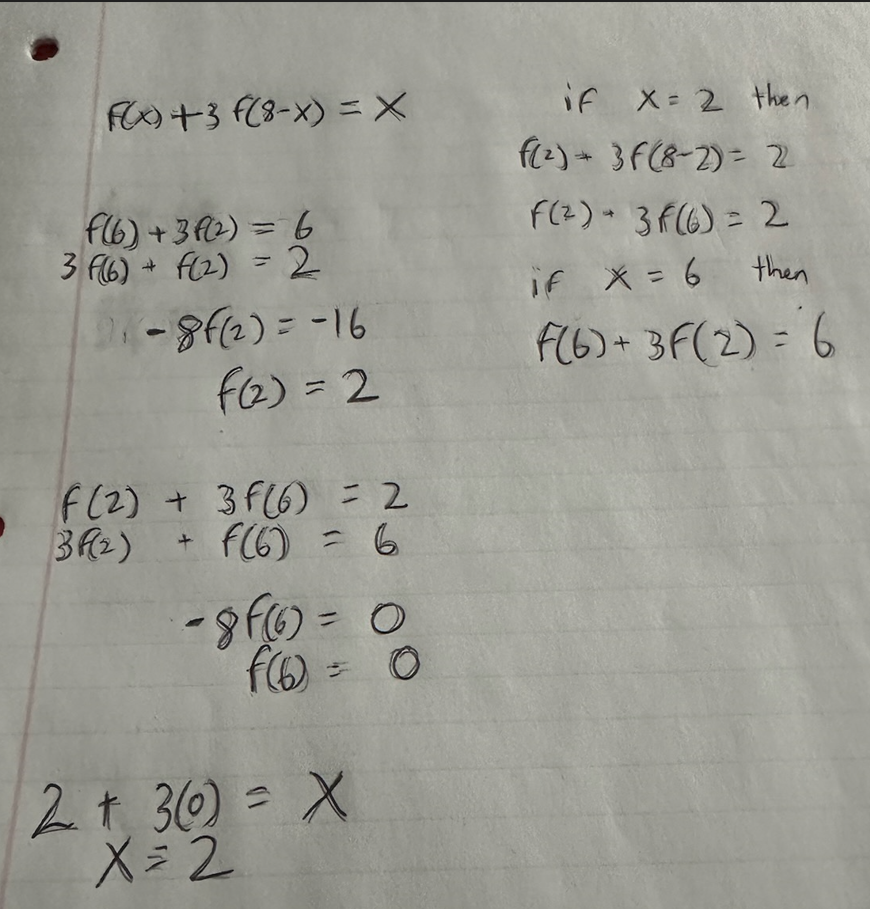 f(x) + 3 f(8-x) = x
f(6) + 3f(2) = 6
3 f(6) + f(2) = 2
-8f(2) = -16
f(2) = 2
f(2) + 3f(6) = 2
3f(2) + f(6) = 6
-8f(6) = 0
f(6) = 0
2 + 3(0) = x
x = 2
if x = 2 then
f(2) + 3f(8-2) = 2
f(2) + 3f(6) = 2
if x = 6 then
f(6) + 3f(2) = 6